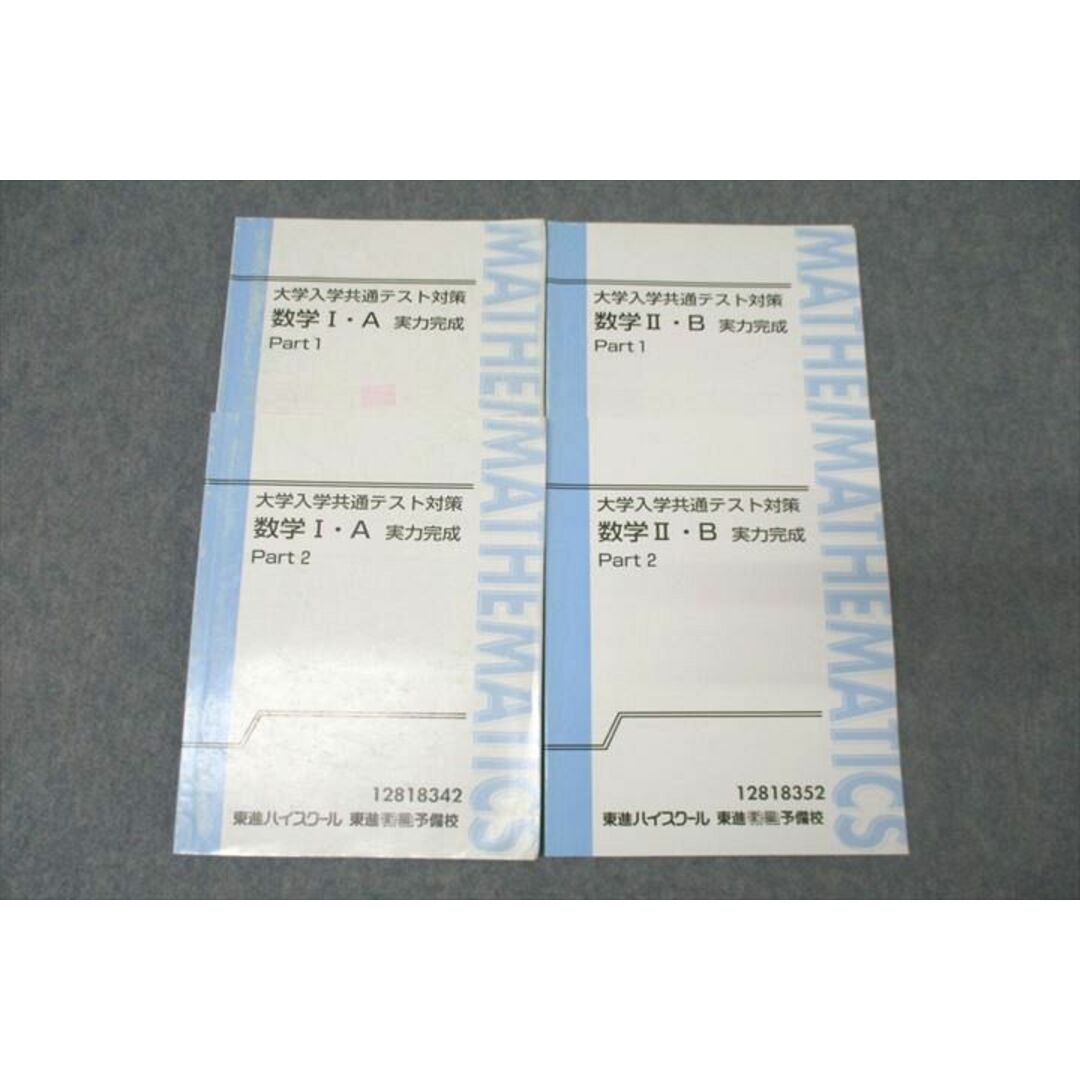 大学入学共通テスト対策
数学Ⅰ・A 実力完成
Part 1
MATHEMATICS
大学入学共通テスト対策
数学Ⅱ・B 実力完成
Part 1
MATHEMATICS
大学入学共通テスト対策
数学Ⅰ・A 実力完成
Part 2
MATHEMATICS
12818342
東進ハイスクール 東進衛星予備校
大学入学共通テスト対策
数学Ⅱ・B 実力完成
Part 2
MATHEMATICS
12818352
東進ハイスクール 東進衛星予備校